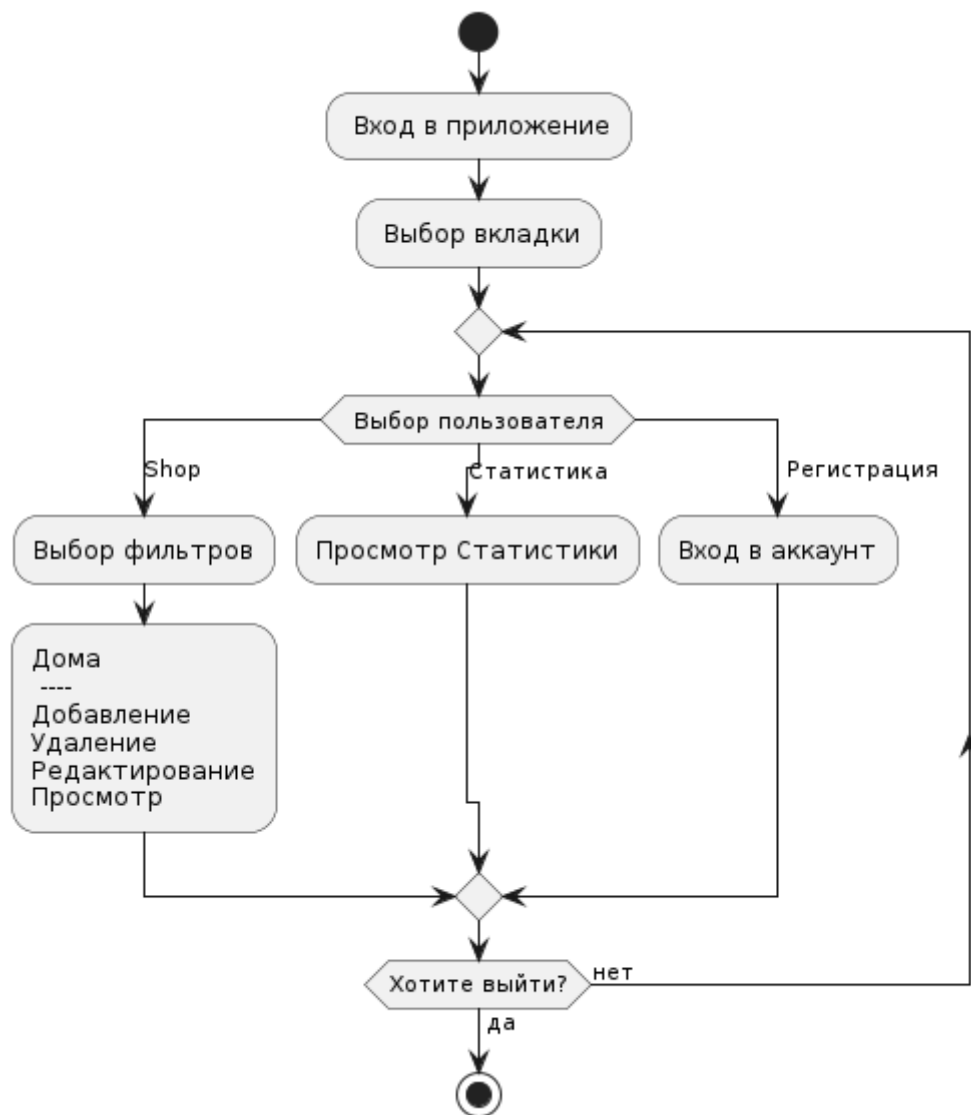 Вход в приложение
Выбор вкладки
Выбор пользователя
Shop
Статистика
Регистрация
Выбор фильтров
Просмотр Статистики
Вход в аккаунт
Дома
----
Добавление
Удаление
Редактирование
Просмотр
Хотите выйти?
нет
да